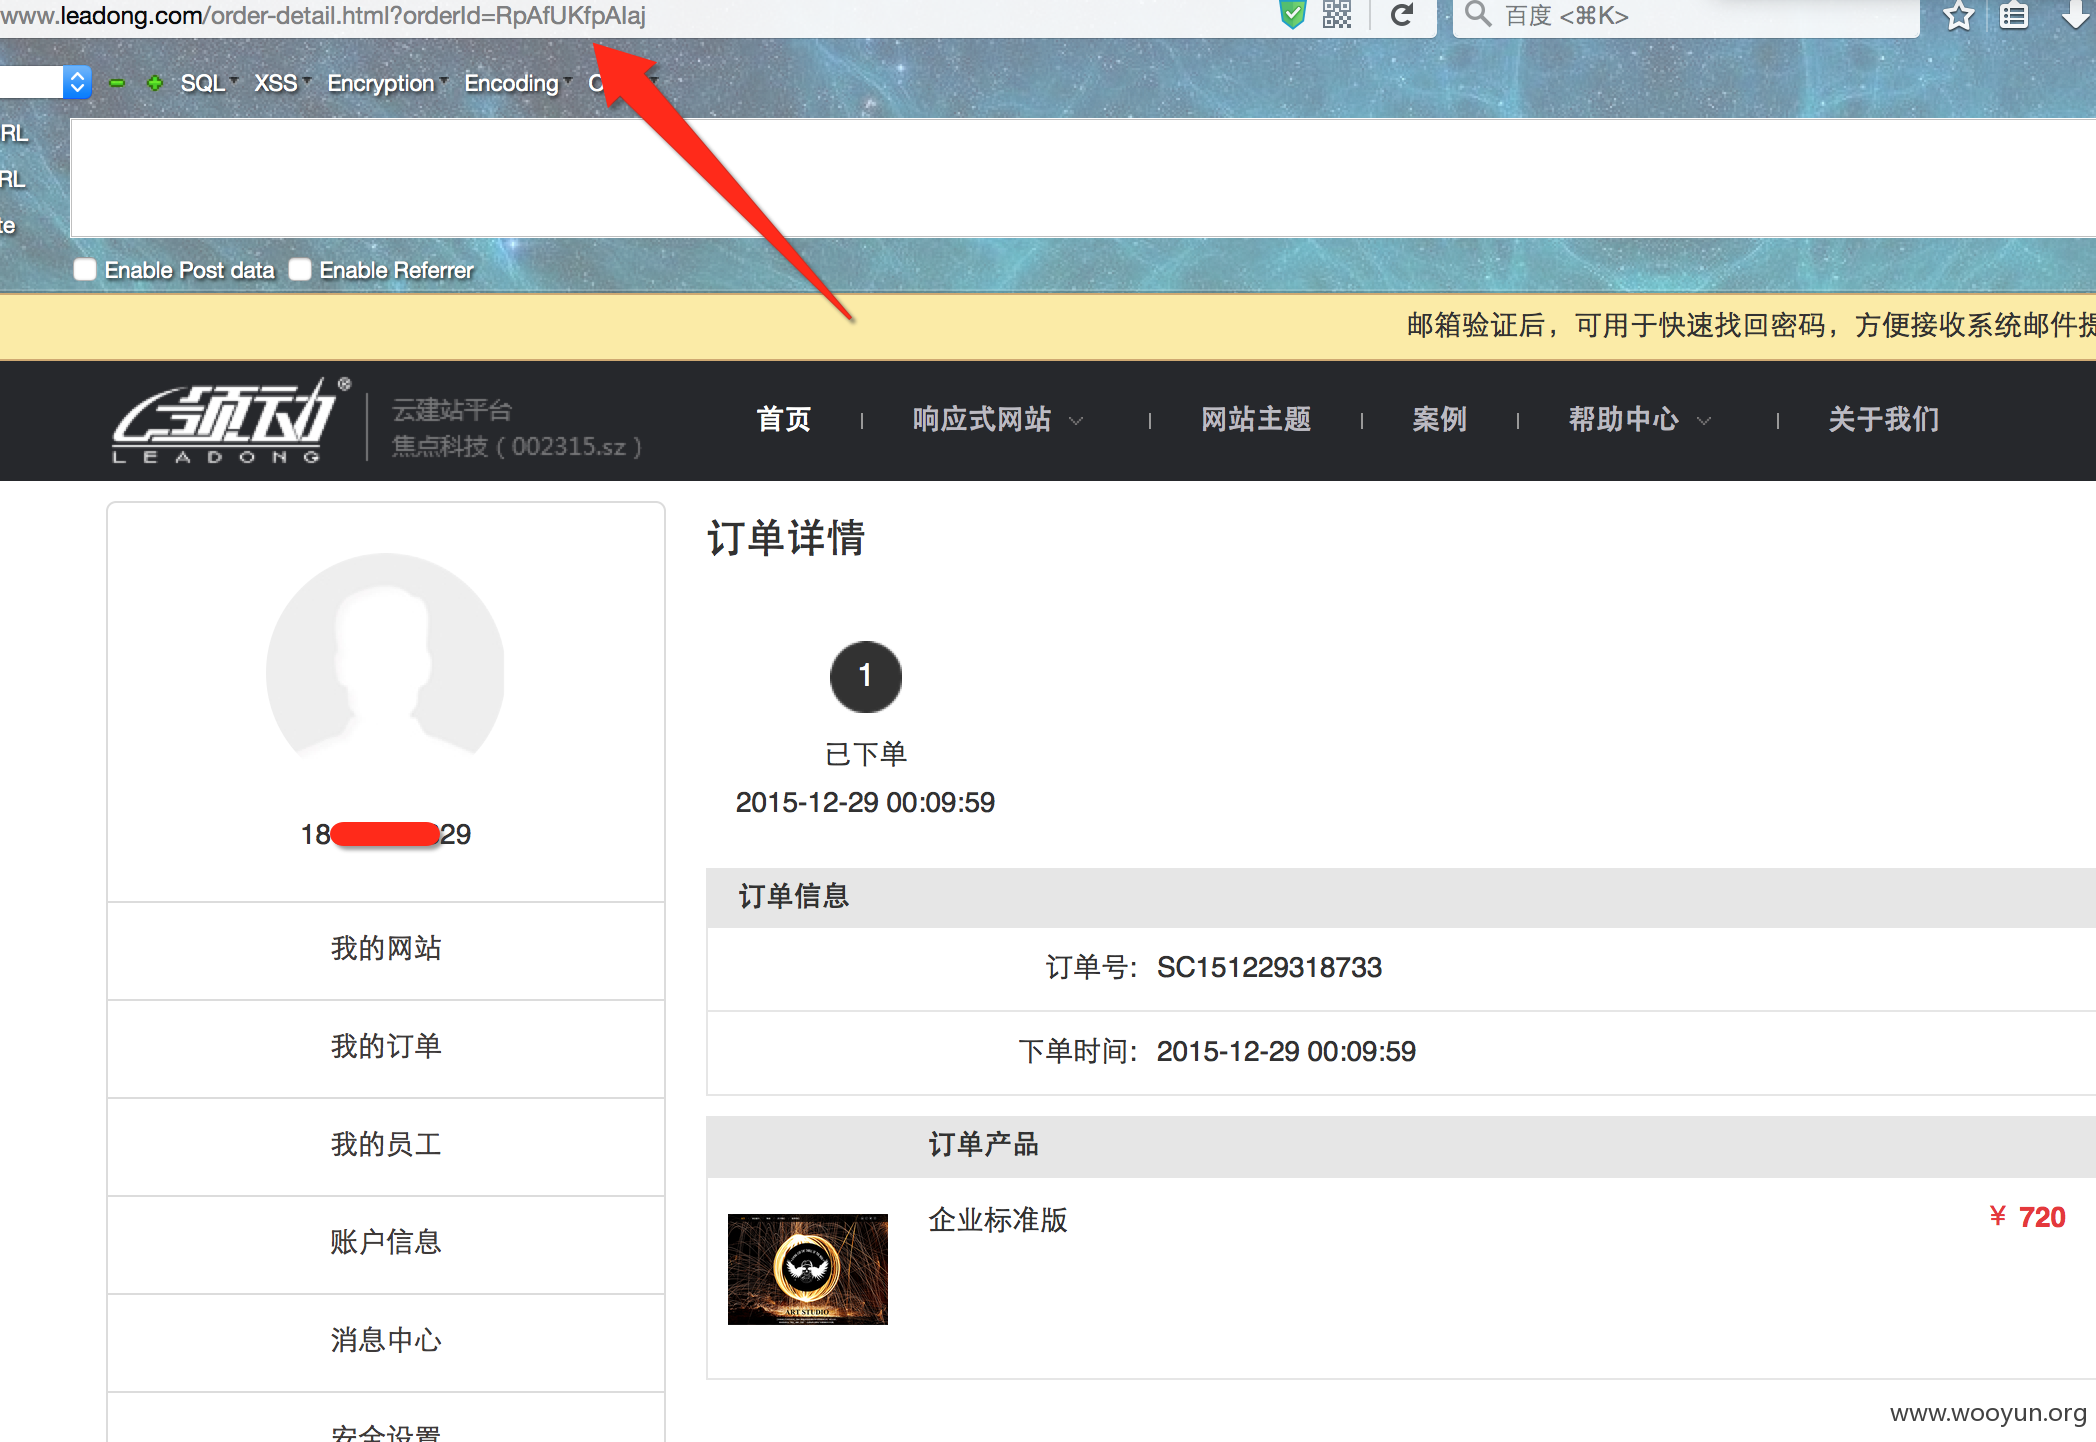 www.leadong.com/order-detail.html?orderId=RpAfUKfpAIaj
百度 <⌘K>
SQL
XSS
Encryption
Encoding
RL
RL
te
Enable Post data
Enable Referrer
邮箱验证后，可用于快速找回密码，方便接收系统邮件提
领动®
LEADONG
云建站平台
焦点科技（002315.sz）
首页
响应式网站
网站主题
案例
帮助中心
关于我们
18
29
我的网站
我的订单
我的员工
账户信息
消息中心
安全设置
订单详情
1
已下单
2015-12-29 00:09:59
订单信息
订单号： SC151229318733
下单时间： 2015-12-29 00:09:59
订单产品
ART STUDIO
企业标准版
¥ 720
www.wooyun.org